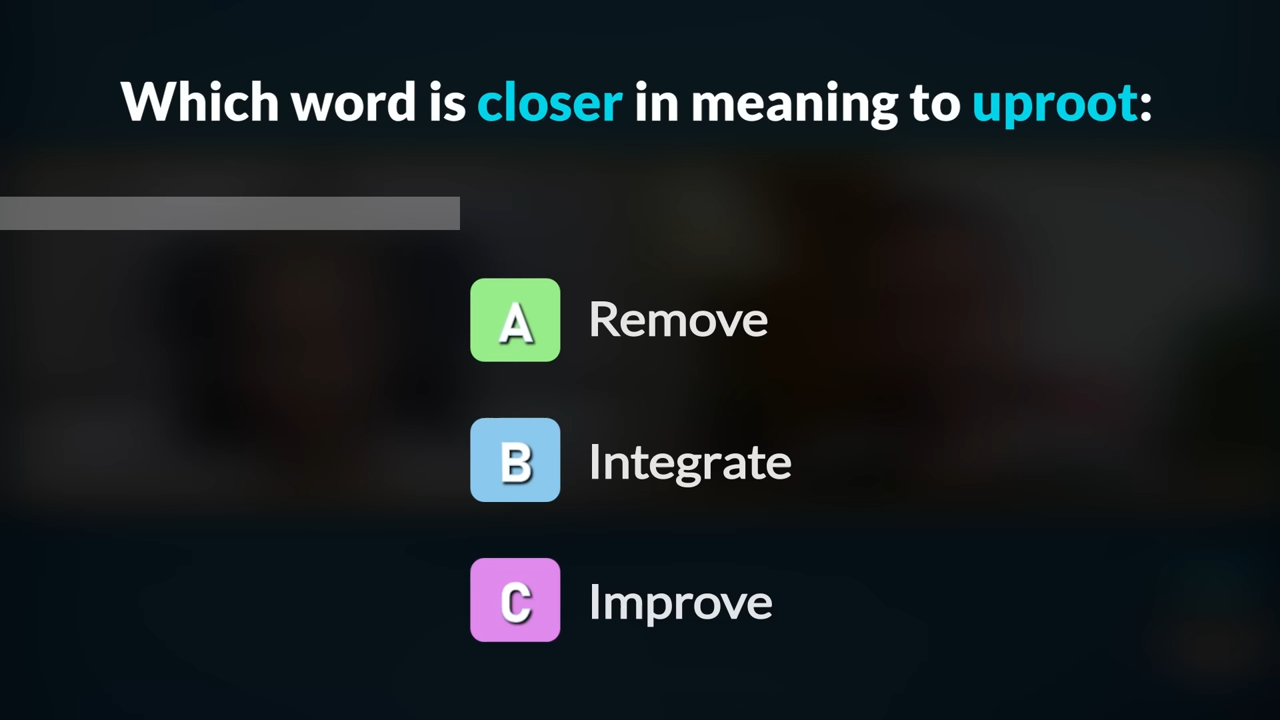 Which word is closer in meaning to uproot:
A Remove
B Integrate
C Improve